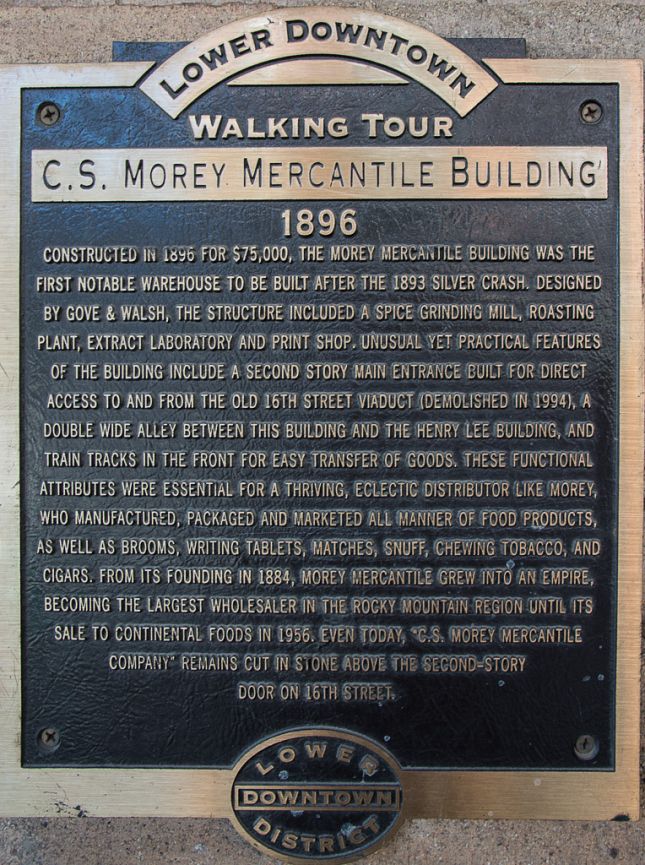 LOWER DOWNTOWN
WALKING TOUR
C.S. MOREY MERCANTILE BUILDING
1896
CONSTRUCTED IN 1896 FOR $75,000, THE MOREY MERCANTILE BUILDING WAS THE
FIRST NOTABLE WAREHOUSE TO BE BUILT AFTER THE 1893 SILVER CRASH. DESIGNED
BY GOVE & WALSH, THE STRUCTURE INCLUDED A SPICE GRINDING MILL, ROASTING
PLANT, EXTRACT LABORATORY AND PRINT SHOP. UNUSUAL YET PRACTICAL FEATURES
OF THE BUILDING INCLUDE A SECOND STORY MAIN ENTRANCE BUILT FOR DIRECT
ACCESS TO AND FROM THE OLD 16TH STREET VIADUCT (DEMOLISHED IN 1994), A
DOUBLE WIDE ALLEY BETWEEN THIS BUILDING AND THE HENRY LEE BUILDING, AND
TRAIN TRACKS IN THE FRONT FOR EASY TRANSFER OF GOODS. THESE FUNCTIONAL
ATTRIBUTES WERE ESSENTIAL FOR A THRIVING, ECLECTIC DISTRIBUTOR LIKE MOREY,
WHO MANUFACTURED, PACKAGED AND MARKETED ALL MANNER OF FOOD PRODUCTS,
AS WELL AS BROOMS, WRITING TABLETS, MATCHES, SNUFF, CHEWING TOBACCO, AND
CIGARS. FROM ITS FOUNDING IN 1884, MOREY MERCANTILE GREW INTO AN EMPIRE,
BECOMING THE LARGEST WHOLESALER IN THE ROCKY MOUNTAIN REGION UNTIL ITS
SALE TO CONTINENTAL FOODS IN 1956. EVEN TODAY, "C.S. MOREY MERCANTILE
COMPANY" REMAINS CUT IN STONE ABOVE THE SECOND-STORY
DOOR ON 16TH STREET.
LOWER
DOWNTOWN
DISTRICT